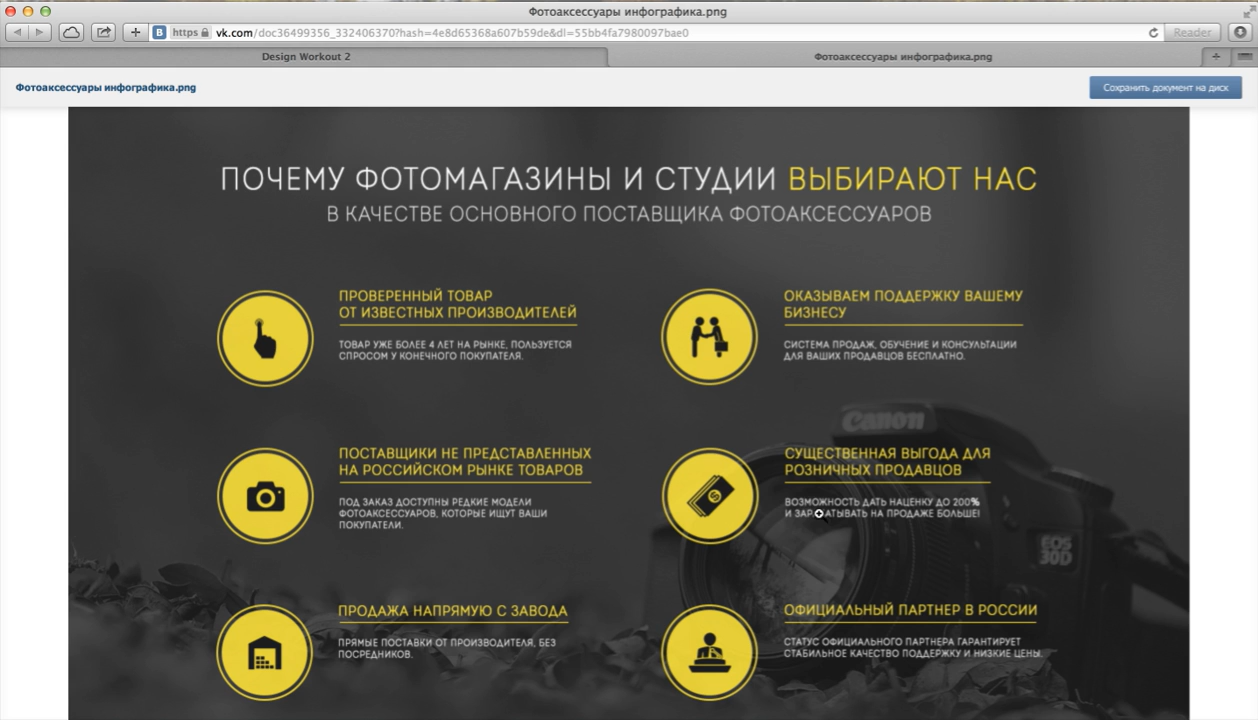 Фотоаксессуары инфографика.png
https vk.com/doc36499356_332406370?hash=4e8d65368a607b59de&dl=55bb4fa7980097bae0
Reader
Design Workout 2
Фотоаксессуары инфографика.png
Фотоаксессуары инфографика.png
Сохранить документ на диск
ПОЧЕМУ ФОТОМАГАЗИНЫ И СТУДИИ ВЫБИРАЮТ НАС
В КАЧЕСТВЕ ОСНОВНОГО ПОСТАВЩИКА ФОТОАКСЕССУАРОВ
ПРОВЕРЕННЫЙ ТОВАР
ОТ ИЗВЕСТНЫХ ПРОИЗВОДИТЕЛЕЙ
ТОВАР УЖЕ БОЛЕЕ 4 ЛЕТ НА РЫНКЕ, ПОЛЬЗУЕТСЯ
СПРОСОМ У КОНЕЧНОГО ПОКУПАТЕЛЯ.
ОКАЗЫВАЕМ ПОДДЕРЖКУ ВАШЕМУ
БИЗНЕСУ
СИСТЕМА ПРОДАЖ, ОБУЧЕНИЕ И КОНСУЛЬТАЦИИ
ДЛЯ ВАШИХ ПРОДАВЦОВ БЕСПЛАТНО.
ПОСТАВЩИКИ НЕ ПРЕДСТАВЛЕННЫХ
НА РОССИЙСКОМ РЫНКЕ ТОВАРОВ
ПОД ЗАКАЗ ДОСТУПНЫ РЕДКИЕ МОДЕЛИ
ФОТОАКСЕССУАРОВ, КОТОРЫЕ ИЩУТ ВАШИ
ПОКУПАТЕЛИ.
СУЩЕСТВЕННАЯ ВЫГОДА ДЛЯ
РОЗНИЧНЫХ ПРОДАВЦОВ
ВОЗМОЖНОСТЬ ДАТЬ НАЦЕНКУ ДО 200%
И ЗАРАБАТЫВАТЬ НА ПРОДАЖЕ БОЛЬШЕ!
Canon
EOS
30D
ПРОДАЖА НАПРЯМУЮ С ЗАВОДА
ПРЯМЫЕ ПОСТАВКИ ОТ ПРОИЗВОДИТЕЛЯ, БЕЗ
ПОСРЕДНИКОВ.
ОФИЦИАЛЬНЫЙ ПАРТНЕР В РОССИИ
СТАТУС ОФИЦИАЛЬНОГО ПАРТНЕРА ГАРАНТИРУЕТ
СТАБИЛЬНОЕ КАЧЕСТВО ПОДДЕРЖКУ И НИЗКИЕ ЦЕНЫ.